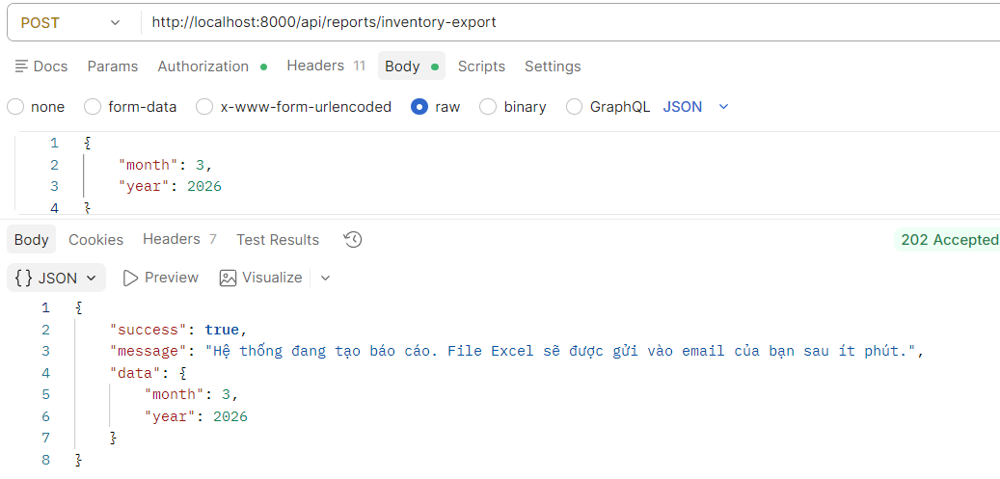 POST http://localhost:8000/api/reports/inventory-export
Docs Params Authorization Headers 11 Body Scripts Settings
none form-data x-www-form-urlencoded raw binary GraphQL JSON
1 {
2 "month": 3,
3 "year": 2026
4 }
Body Cookies Headers 7 Test Results 202 Accepted
{} JSON Preview Visualize
1 {
2 "success": true,
3 "message": "Hệ thống đang tạo báo cáo. File Excel sẽ được gửi vào email của bạn sau ít phút.",
4 "data": {
5 "month": 3,
6 "year": 2026
7 }
8 }